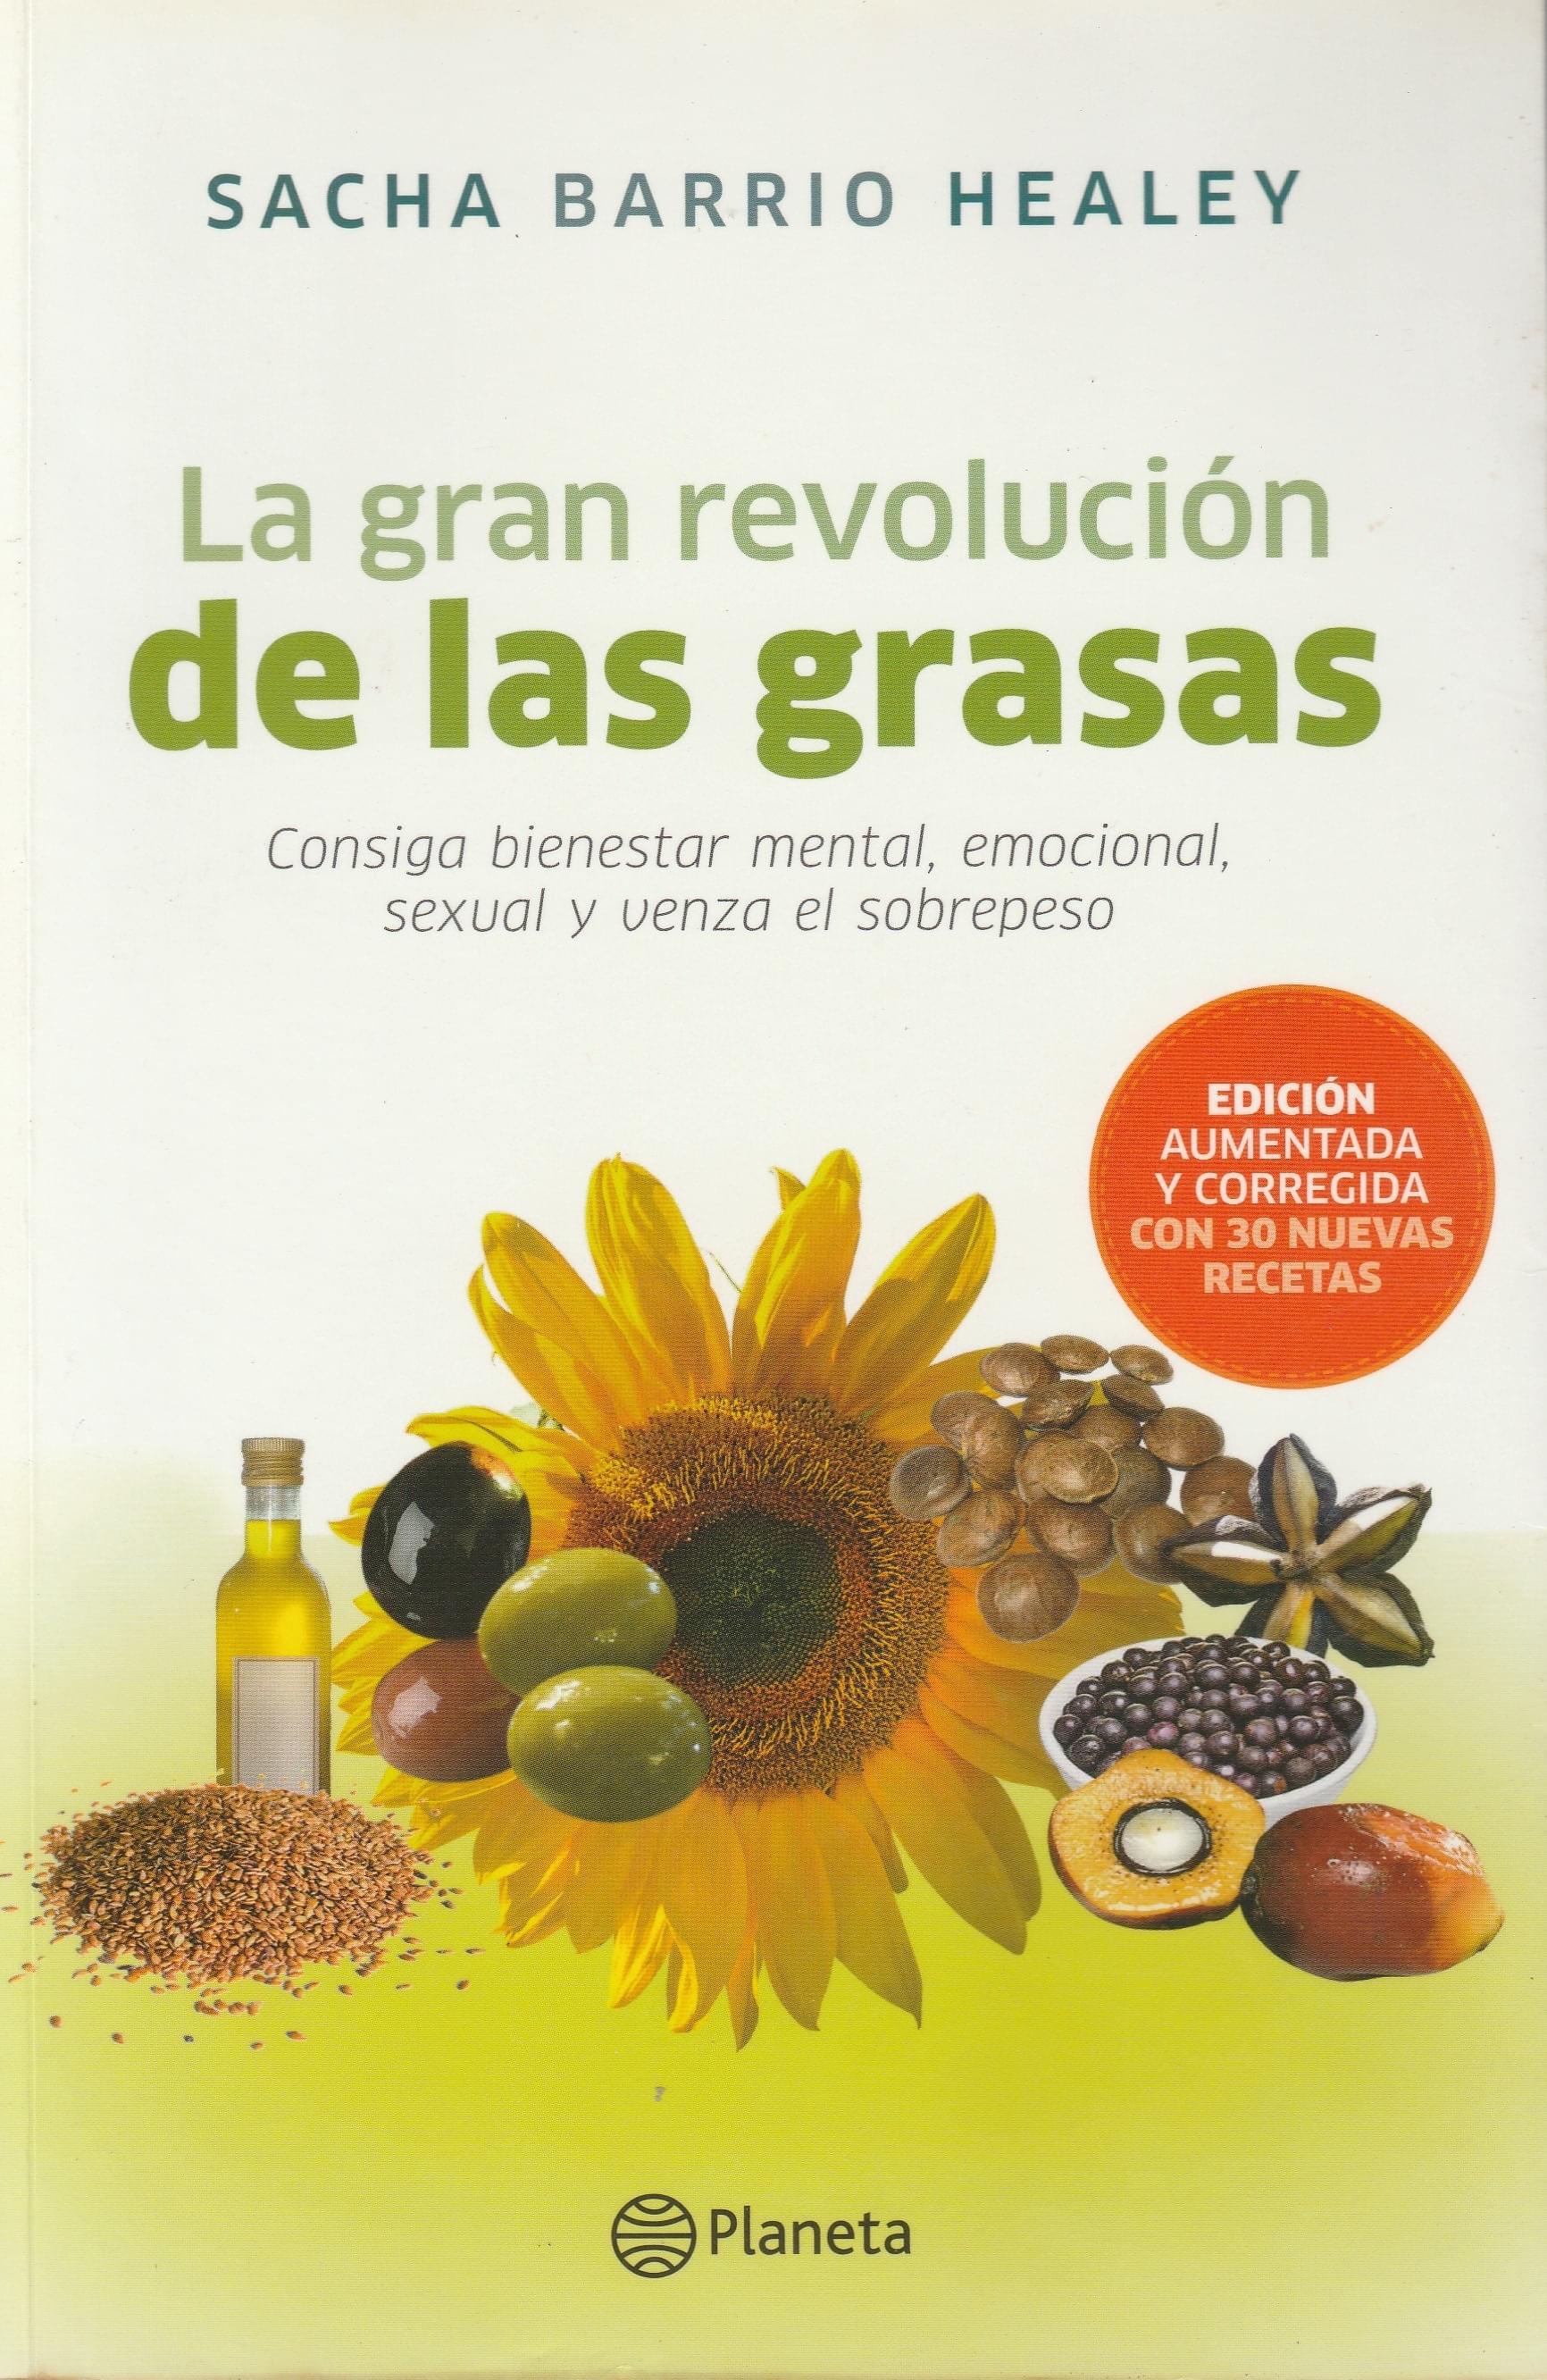 SACHA BARRIO HEALEY
La gran revolución
de las grasas
Consiga bienestar mental, emocional,
sexual y venza el sobrepeso
EDICIÓN
AUMENTADA
Y CORREGIDA
CON 30 NUEVAS
RECETAS
Planeta